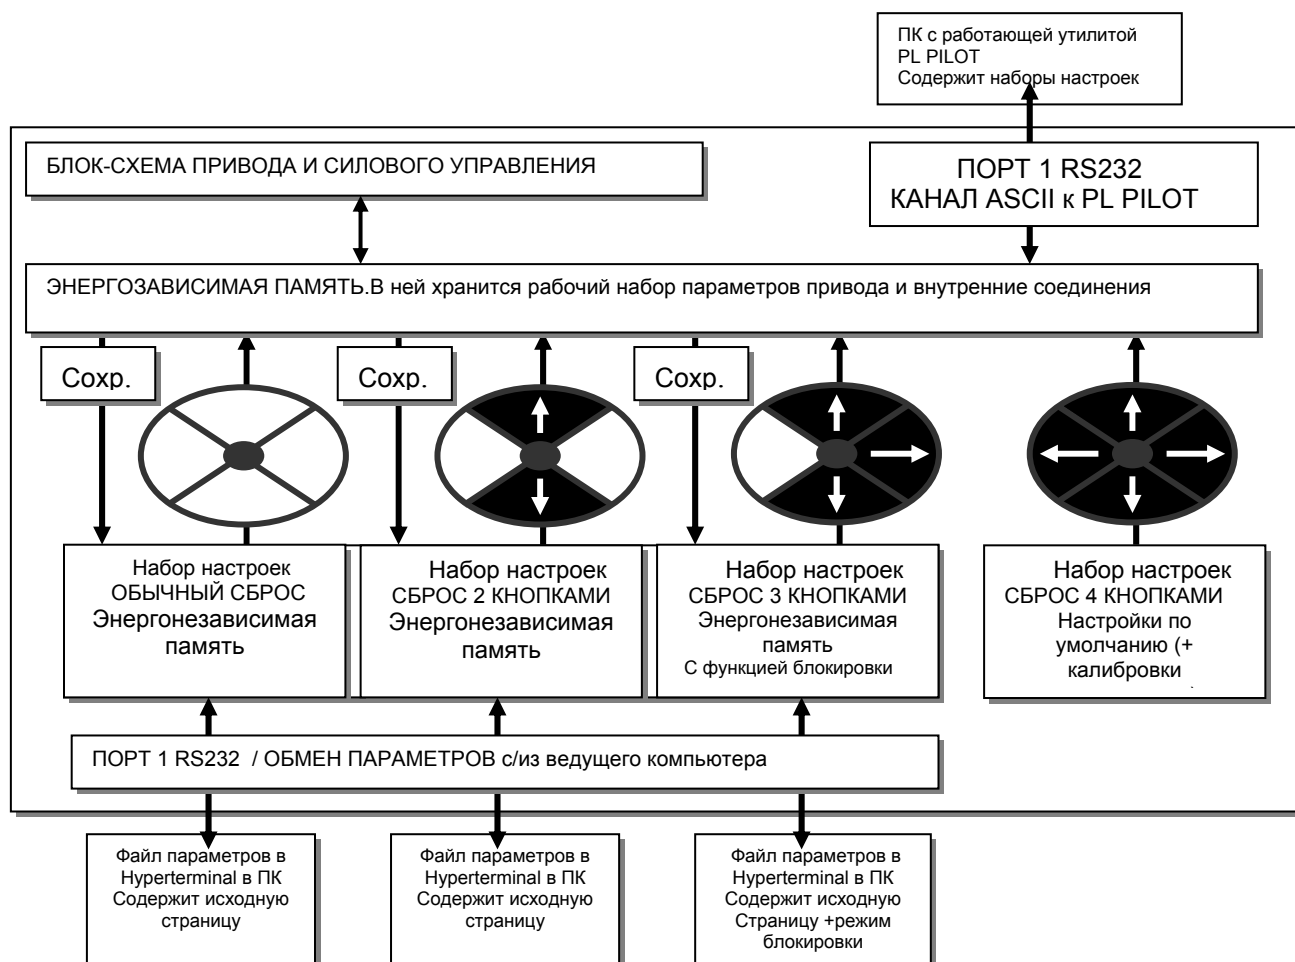 ПК с работающей утилитой
PL PILOT
Содержит наборы настроек
БЛОК-СХЕМА ПРИВОДА И СИЛОВОГО УПРАВЛЕНИЯ
ПОРТ 1 RS232
КАНАЛ ASCII к PL PILOT
ЭНЕРГОЗАВИСИМАЯ ПАМЯТЬ.В ней хранится рабочий набор параметров привода и внутренние соединения
Сохр.
Сохр.
Сохр.
Набор настроек
ОБЫЧНЫЙ СБРОС
Энергонезависимая
память
Набор настроек
СБРОС 2 КНОПКАМИ
Энергонезависимая
память
Набор настроек
СБРОС 3 КНОПКАМИ
Энергонезависимая
память
С функцией блокировки
Набор настроек
СБРОС 4 КНОПКАМИ
Настройки по
умолчанию (+
калибровки
ПОРТ 1 RS232 / ОБМЕН ПАРАМЕТРОВ с/из ведущего компьютера
Файл параметров в
Hyperterminal в ПК
Содержит исходную
страницу
Файл параметров в
Hyperterminal в ПК
Содержит исходную
страницу
Файл параметров в
Hyperterminal в ПК
Содержит исходную
Страницу +режим
блокировки